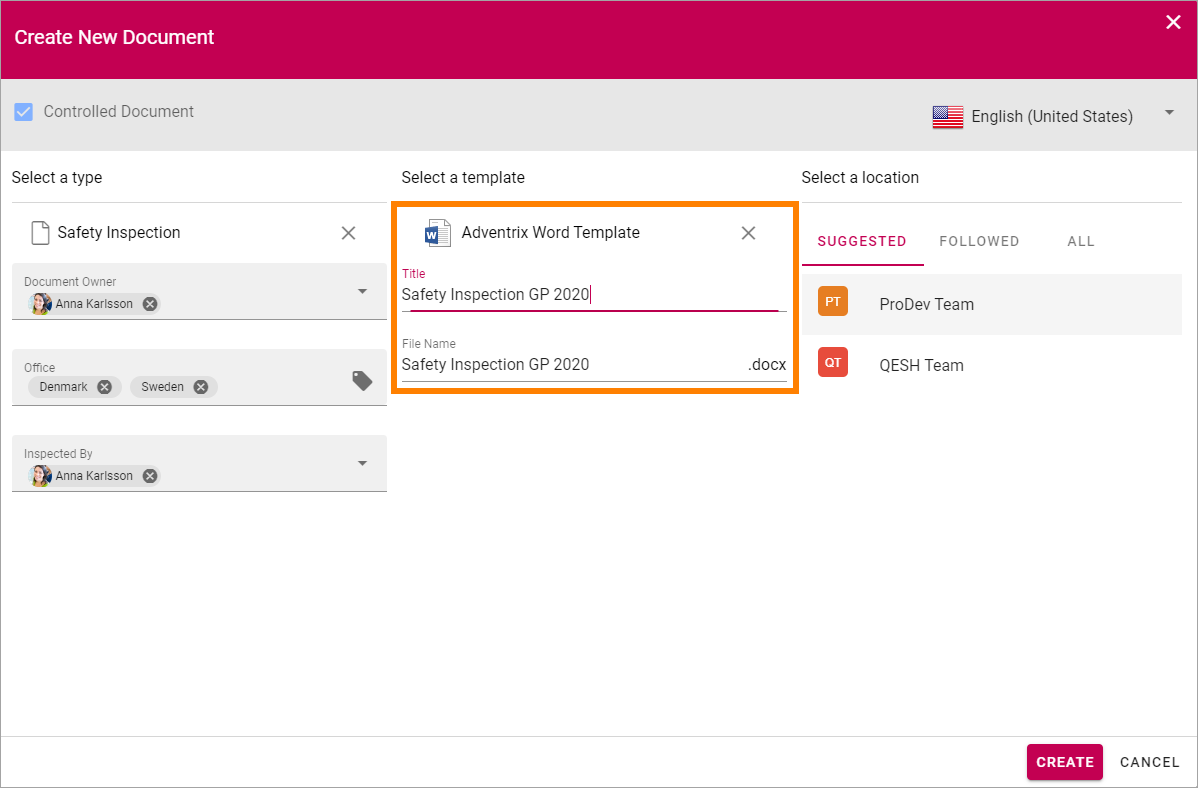 Create New Document
Controlled Document
English (United States)
Select a type
Safety Inspection
Document Owner
Anna Karlsson
Office
Denmark Sweden
Inspected By
Anna Karlsson
Select a template
W
Adventrix Word Template
Title
Safety Inspection GP 2020
File Name
Safety Inspection GP 2020 .docx
Select a location
SUGGESTED FOLLOWED ALL
PT ProDev Team
QT QESH Team
CREATE CANCEL